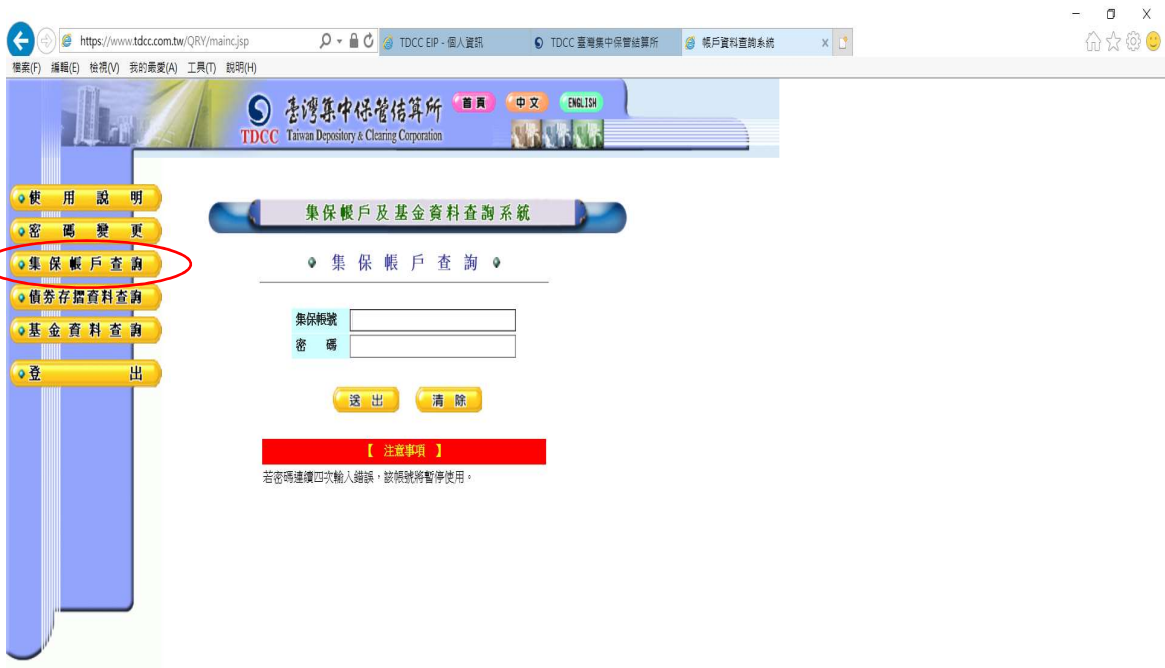 https://www.tdcc.com.tw/QRY/mainc.jsp
TDCC EIP - 個人資訊
TDCC 臺灣集中保管結算所
帳戶資料查詢系統
檔案(F) 編輯(E) 檢視(V) 我的最愛(A) 工具(T) 說明(H)
臺灣集中保管結算所
TDCC Taiwan Depository & Clearing Corporation
首頁 中文 ENGLISH
使用說明
密碼變更
集保帳戶查詢
債券存摺資料查詢
基金資料查詢
登出
集保帳戶及基金資料查詢系統
集保帳戶查詢
集保帳號
密碼
送出 清除
【 注意事項 】
若密碼連續四次輸入錯誤，該帳號將暫停使用。